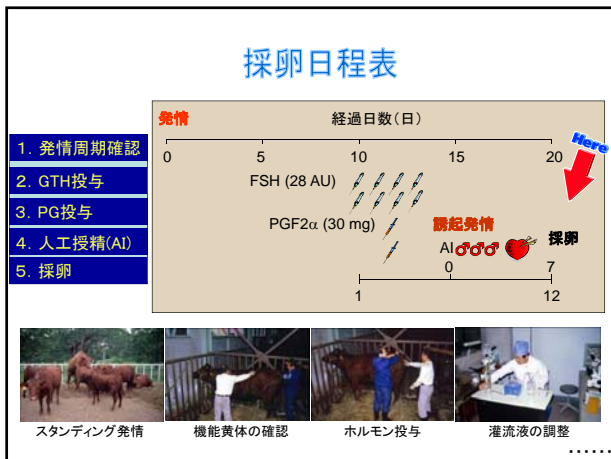 採卵日程表
発情
経過日数(日)
0 5 10 15 20
Here
1. 発情周期確認
2. GTH投与
3. PG投与
4. 人工授精(AI)
5. 採卵
FSH (28 AU)
PGF2α (30 mg)
誘起発情
採卵
AI♂♂♂
0 7
1 12
スタンディング発情
機能黄体の確認
ホルモン投与
灌流液の調整
......